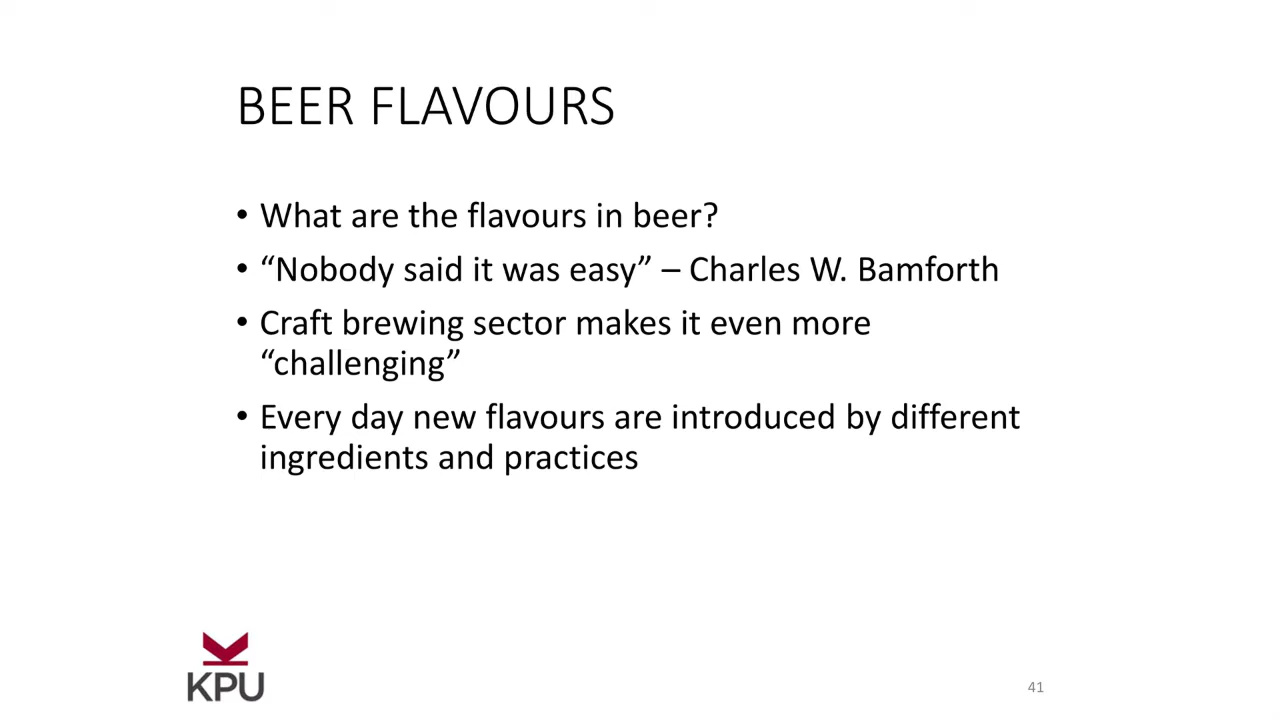 BEER FLAVOURS
• What are the flavours in beer?
• “Nobody said it was easy” – Charles W. Bamforth
• Craft brewing sector makes it even more
“challenging”
• Every day new flavours are introduced by different
ingredients and practices
KPU
41